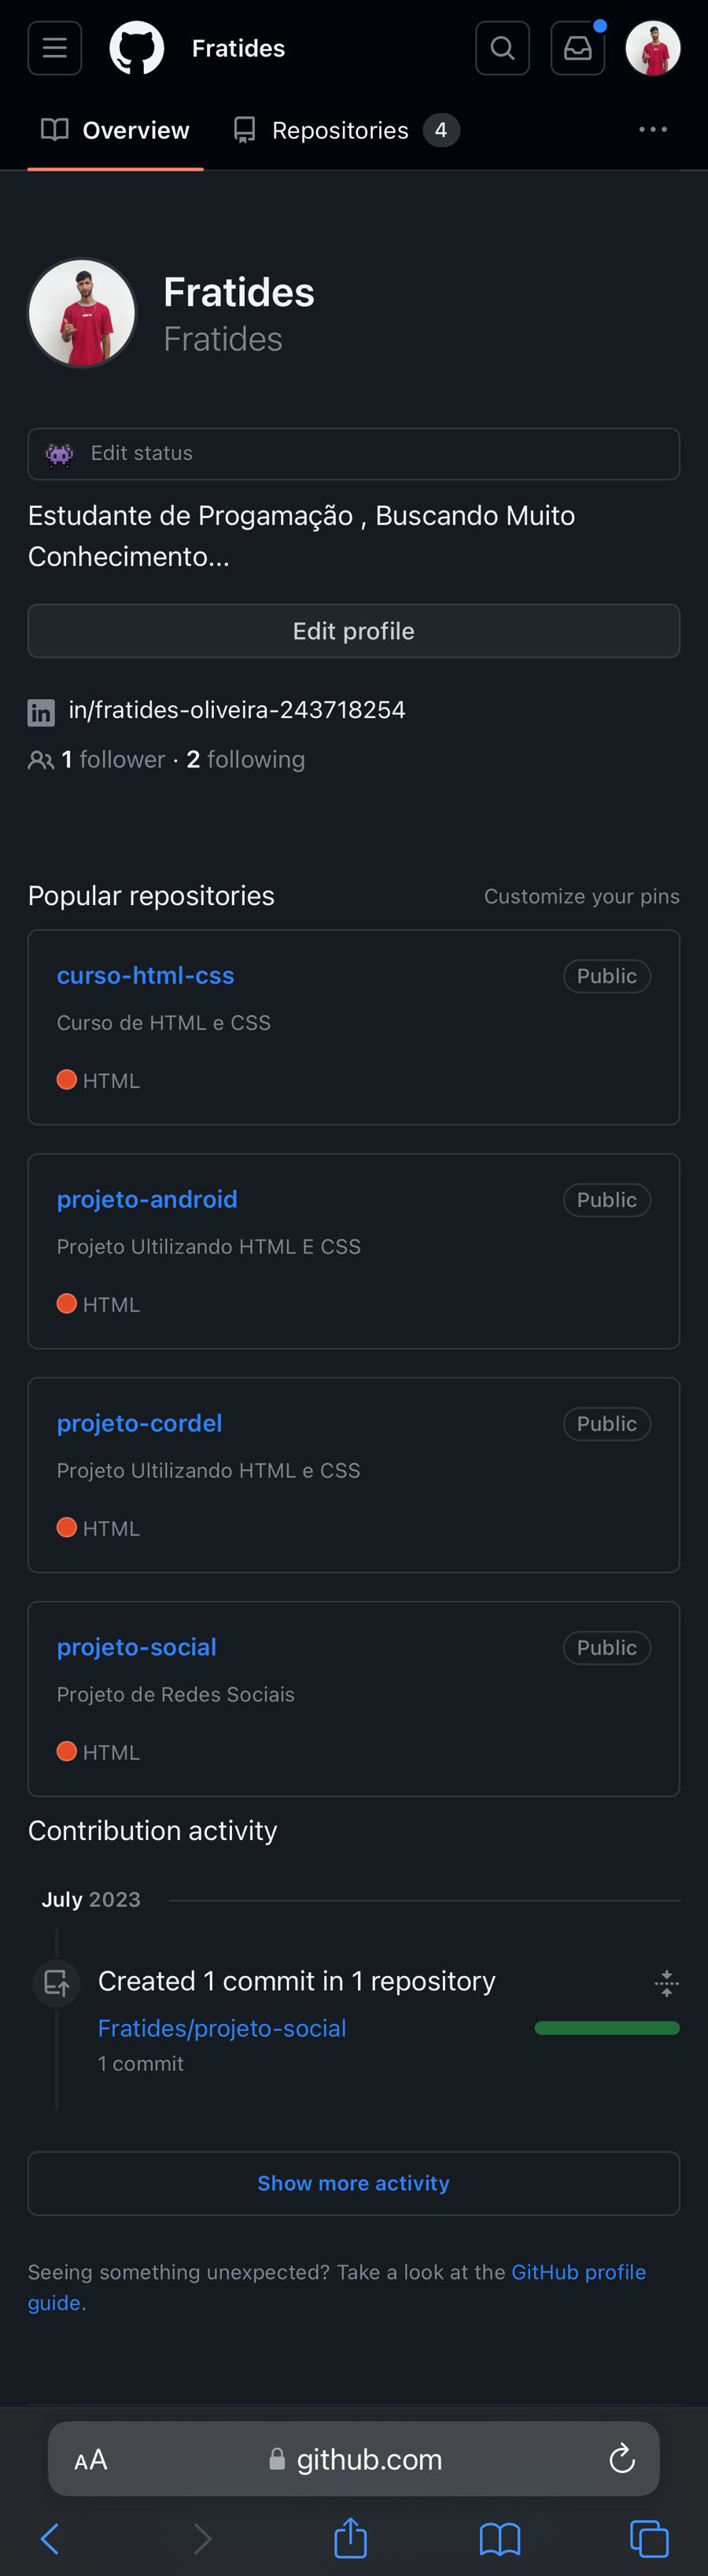 Fratides
Overview
Repositories 4
Fratides
Fratides
Edit status
Estudante de Progamação , Buscando Muito
Conhecimento...
Edit profile
in/fratides-oliveira-243718254
1 follower · 2 following
Popular repositories
Customize your pins
curso-html-css
Public
Curso de HTML e CSS
HTML
projeto-android
Public
Projeto Ultilizando HTML E CSS
HTML
projeto-cordel
Public
Projeto Ultilizando HTML e CSS
HTML
projeto-social
Public
Projeto de Redes Sociais
HTML
Contribution activity
July 2023
Created 1 commit in 1 repository
Fratides/projeto-social
1 commit
Show more activity
Seeing something unexpected? Take a look at the GitHub profile
guide.
AA
github.com